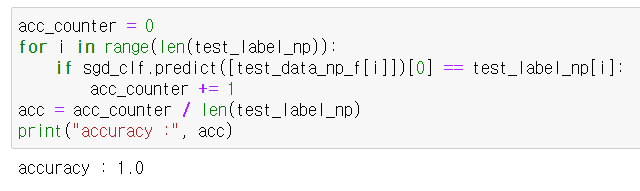 acc_counter = 0
for i in range(len(test_label_np)):
    if sgd_clf.predict([test_data_np_f[i]])[0] == test_label_np[i]:
        acc_counter += 1
acc = acc_counter / len(test_label_np)
print("accuracy :", acc)
accuracy : 1.0